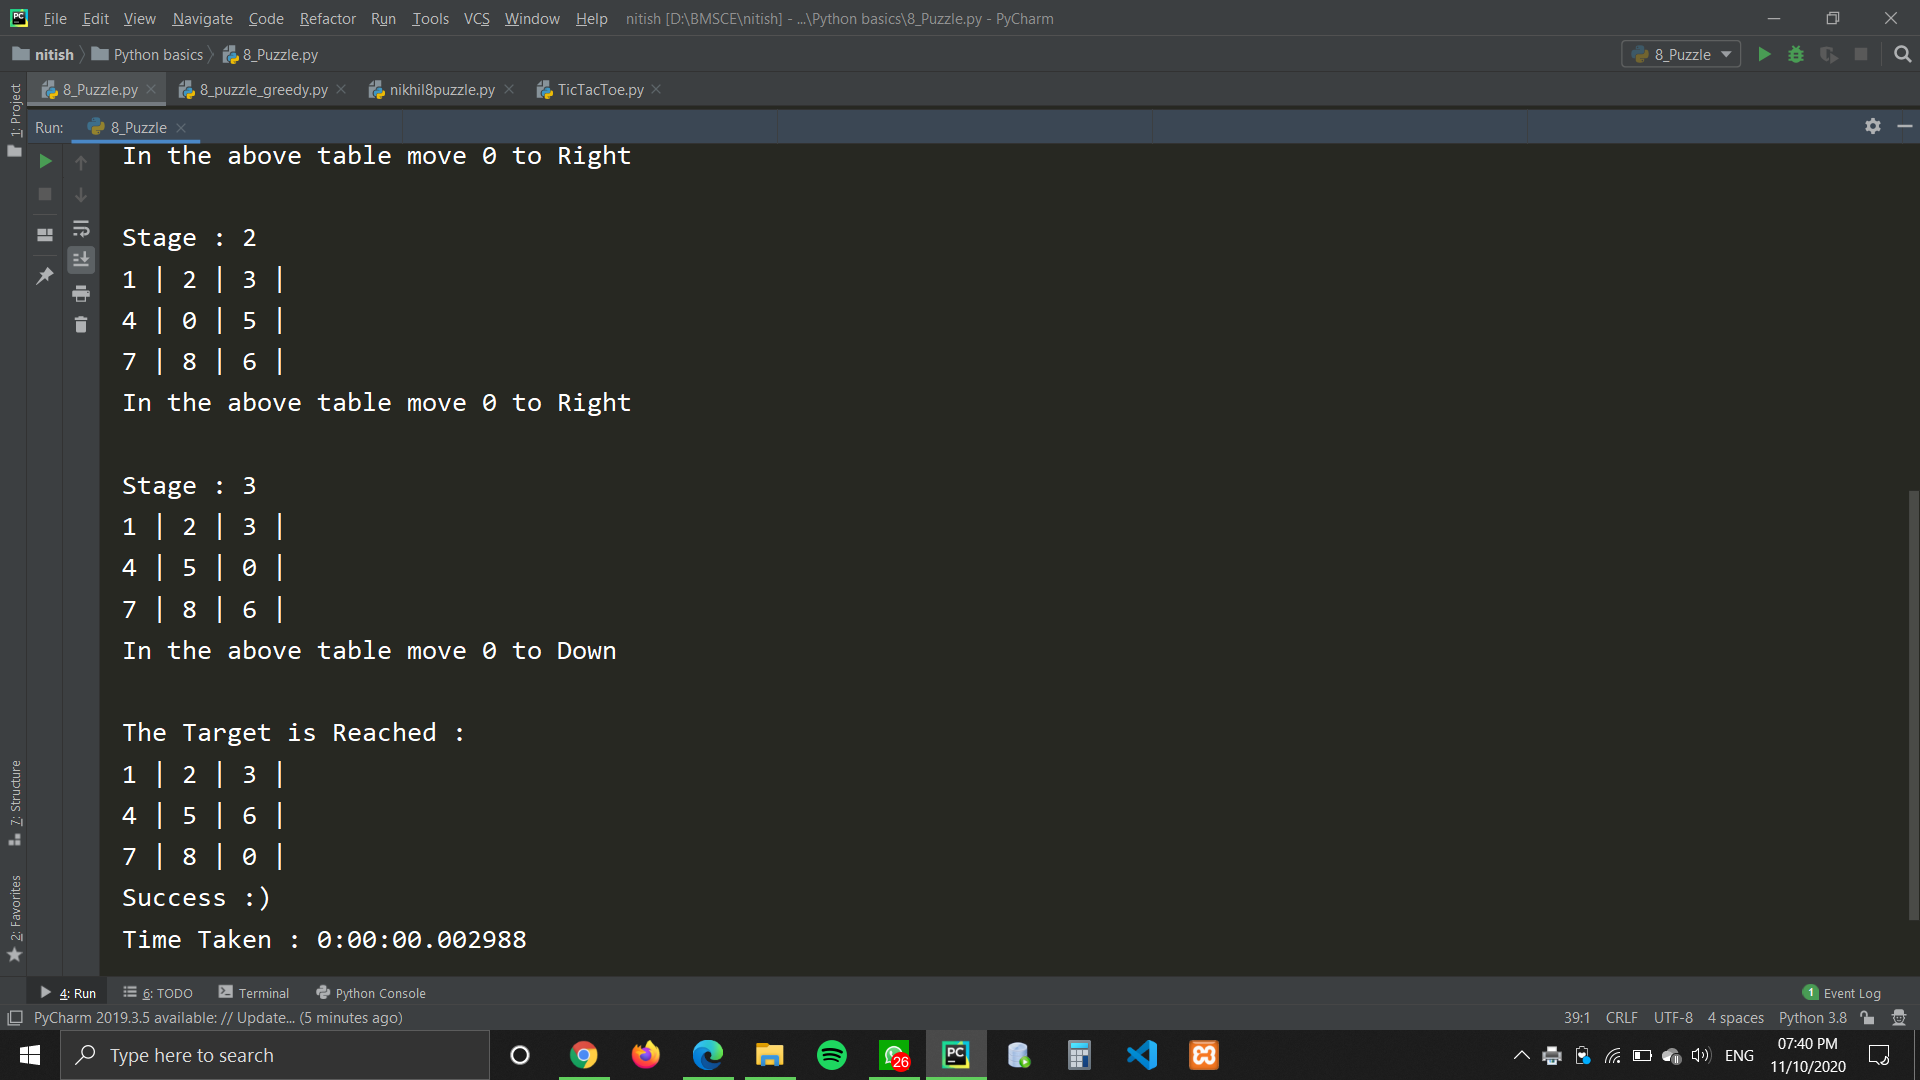 File Edit View Navigate Code Refactor Run Tools VCS Window Help nitish [D:\BMSCE\nitish] - ...\Python basics\8_Puzzle.py - PyCharm
nitish Python basics 8_Puzzle.py 8_Puzzle
8_Puzzle.py 8_puzzle_greedy.py nikhil8puzzle.py TicTacToe.py
1: Project
Run: 8_Puzzle
In the above table move 0 to Right
Stage : 2
1 | 2 | 3 |
4 | 0 | 5 |
7 | 8 | 6 |
In the above table move 0 to Right
Stage : 3
1 | 2 | 3 |
4 | 5 | 0 |
7 | 8 | 6 |
In the above table move 0 to Down
The Target is Reached :
1 | 2 | 3 |
4 | 5 | 6 |
7 | 8 | 0 |
Success :)
Time Taken : 0:00:00.002988
7: Structure
2: Favorites
4: Run 6: TODO Terminal Python Console 1 Event Log
PyCharm 2019.3.5 available: // Update... (5 minutes ago) 39:1 CRLF UTF-8 4 spaces Python 3.8
Type here to search 26 PC ENG 07:40 PM
11/10/2020